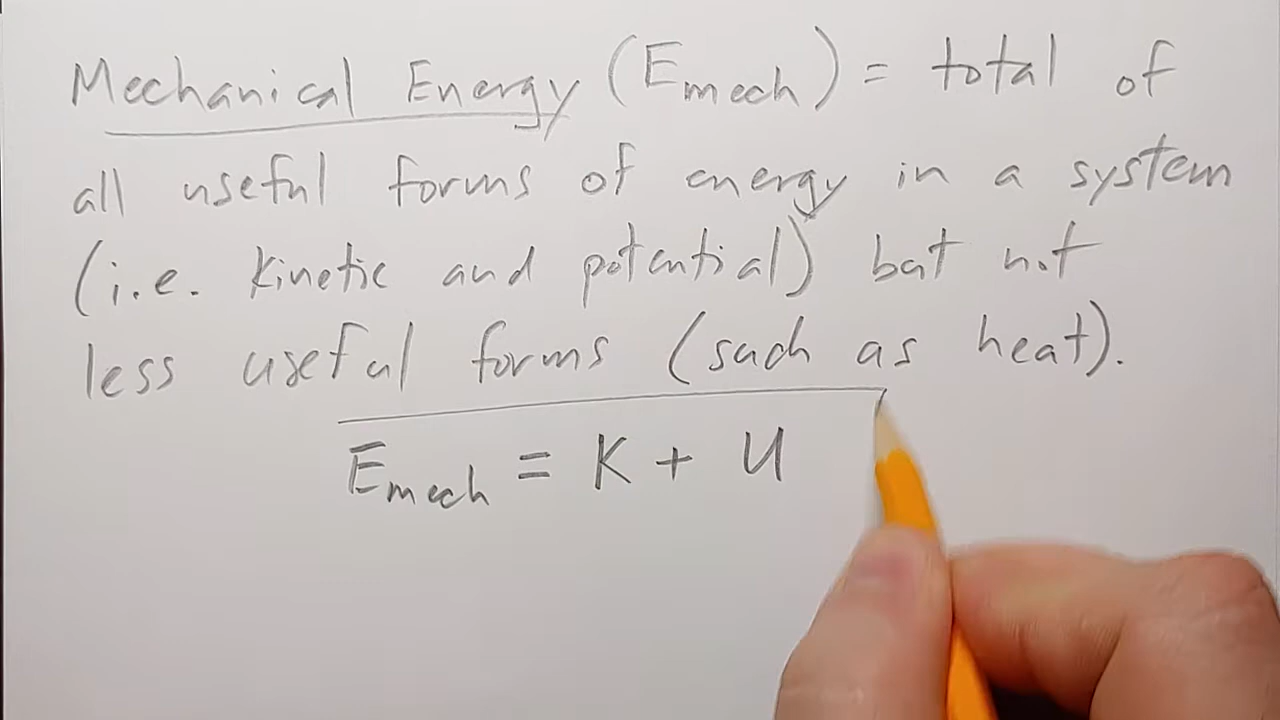 Mechanical Energy (Emech) = total of
all useful forms of energy in a system
(i.e. kinetic and potential) but not
less useful forms (such as heat).
Emech = K + U